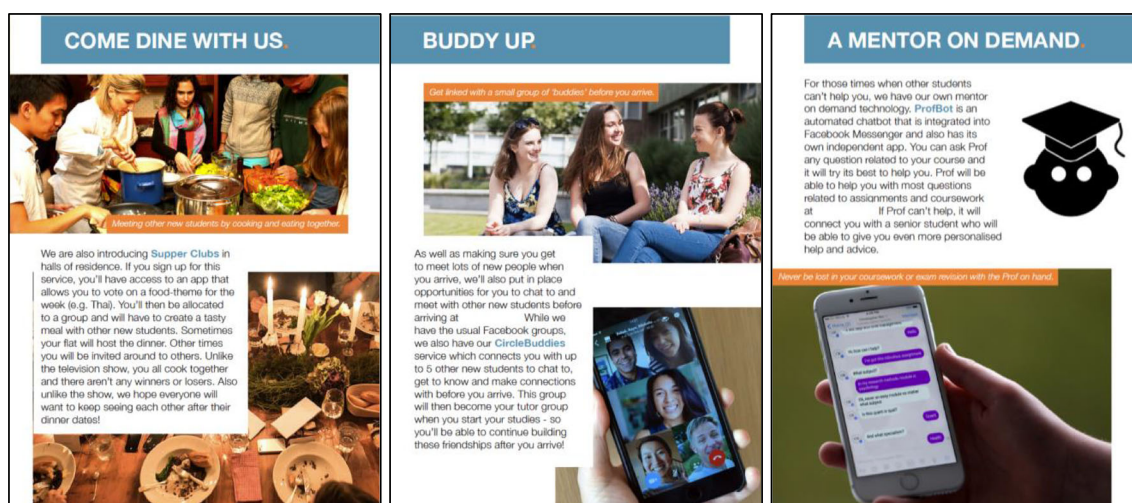 COME DINE WITH US.
Meeting other new students by cooking and eating together.
We are also introducing Supper Clubs in
halls of residence. If you sign up for this
service, you'll have access to an app that
allows you to vote on a food-theme for the
week (e.g. Thai). You'll then be allocated
to a group and will have to create a tasty
meal with other new students. Sometimes
your flat will host the dinner. Other times
you will be invited around to others. Unlike
the television show, you all cook together
and there aren't any winners or losers. Also
unlike the show, we hope everyone will
want to keep seeing each other after their
dinner dates!
BUDDY UP.
Get linked with a small group of 'buddies' before you arrive.
As well as making sure you get
to meet lots of new people when
you arrive, we'll also put in place
opportunities for you to chat to and
meet with other new students before
arriving at While we
have the usual Facebook groups,
we also have our CircleBuddies
service which connects you with up
to 5 other new students to chat to,
get to know and make connections
with before you arrive. This group
will then become your tutor group
when you start your studies - so
you'll be able to continue building
these friendships after you arrive!
A MENTOR ON DEMAND.
For those times when other students
can't help you, we have our own mentor
on demand technology. ProfBot is an
automated chatbot that is integrated into
Facebook Messenger and also has its
own independent app. You can ask Prof
any question related to your course and
it will try its best to help you. Prof will be
able to help you with most questions
related to assignments and coursework
at If Prof can't help, it will
connect you with a senior student who will
be able to give you even more personalised
help and advice.
Never be lost in your coursework or exam revision with the Prof on hand.
Hello
Hi, how can I help?
What subject?
Is this quant or qual?
Quant
And what specialism?
Health